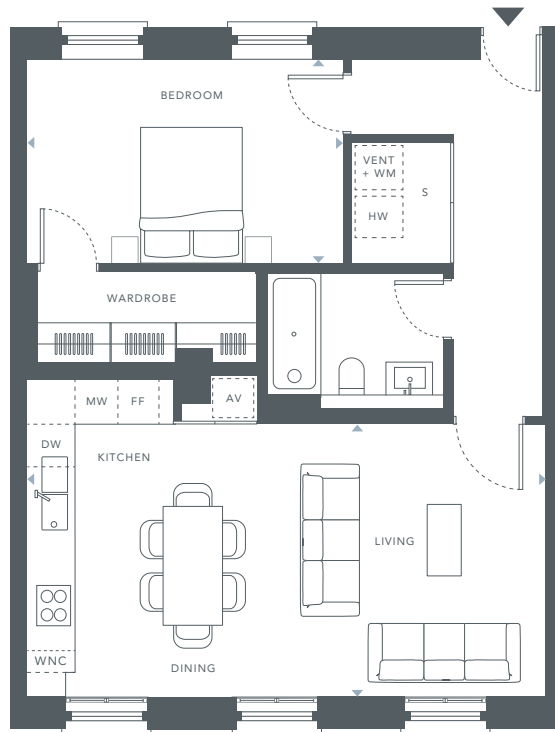 BEDROOM
VENT
+ WM
S
HW
WARDROBE
MW
FF
AV
DW
KITCHEN
LIVING
WNC
DINING